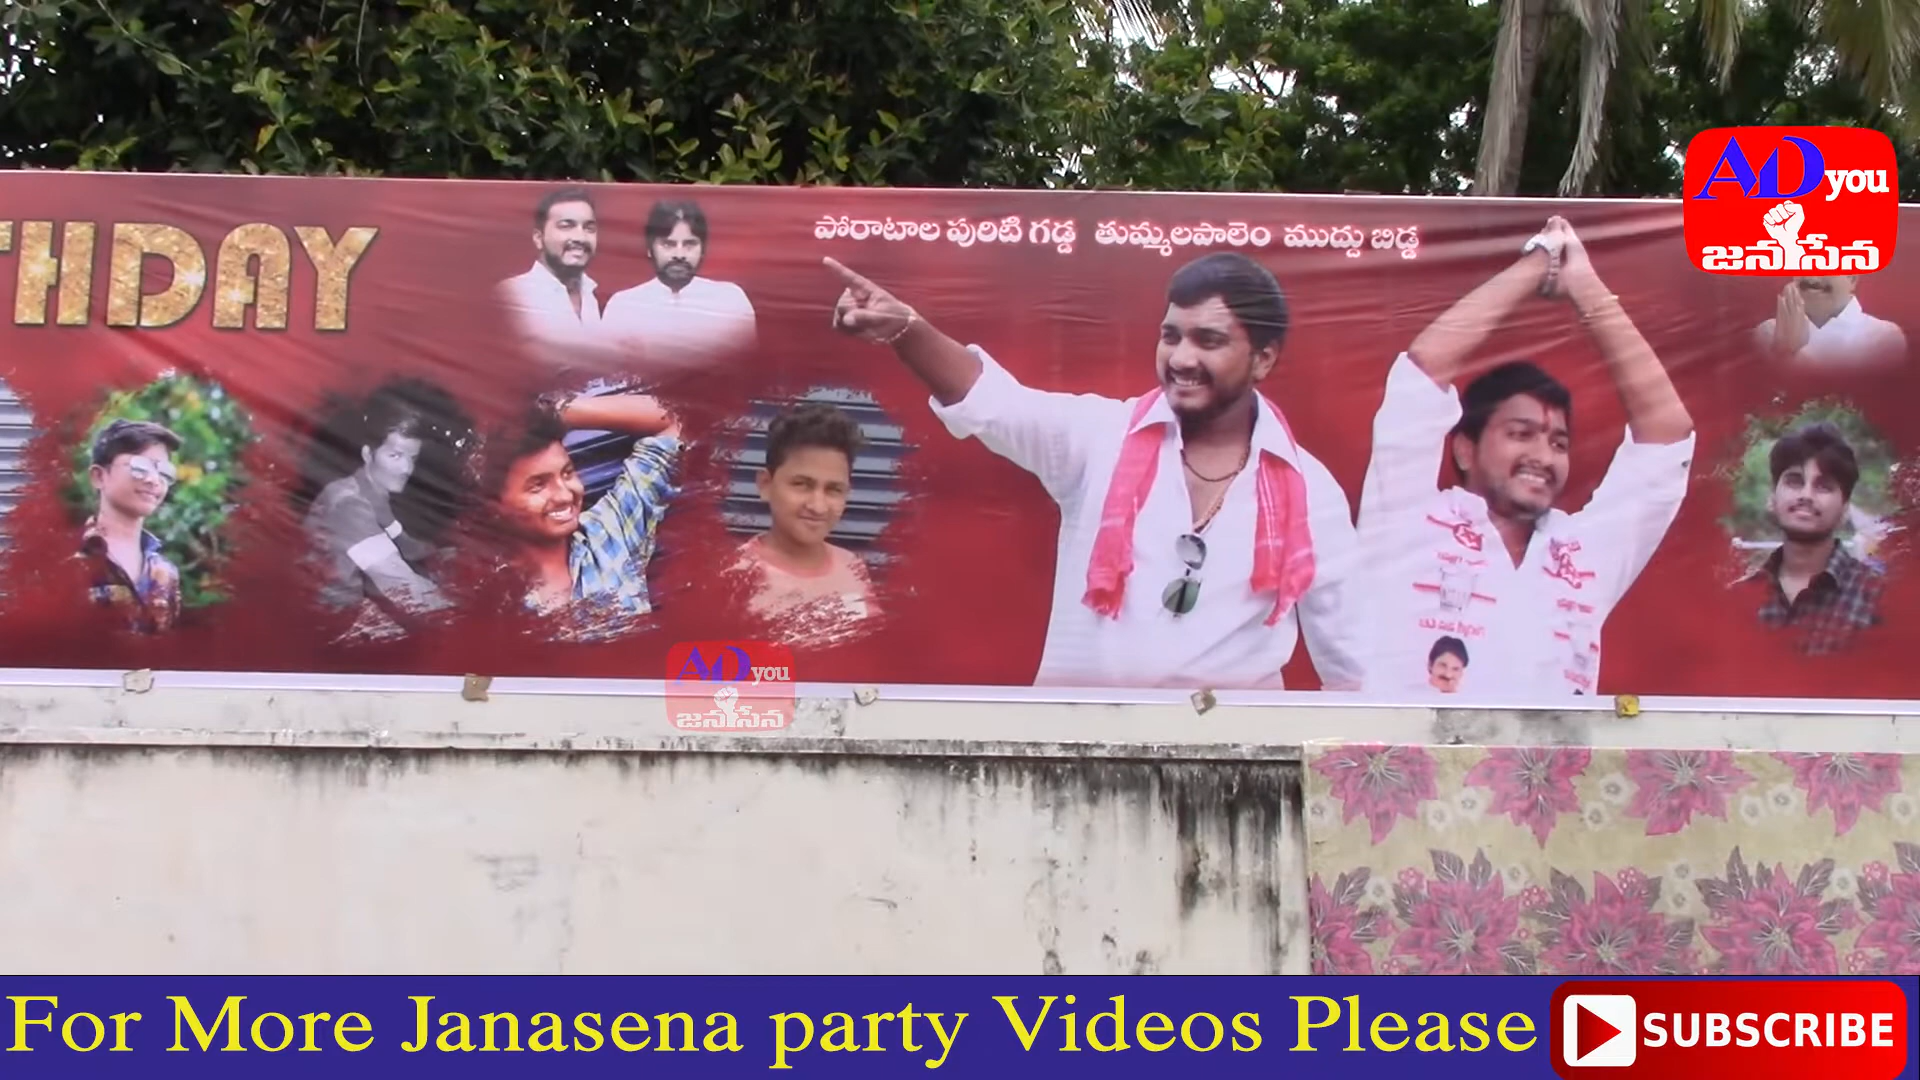 AD you
జనసేన
THDAY
పోరాటాల పురిటి గడ్డ తుమ్మలపాలెం ముద్దు బిడ్డ
AD you
జనసేన
For More Janasena party Videos Please
SUBSCRIBE